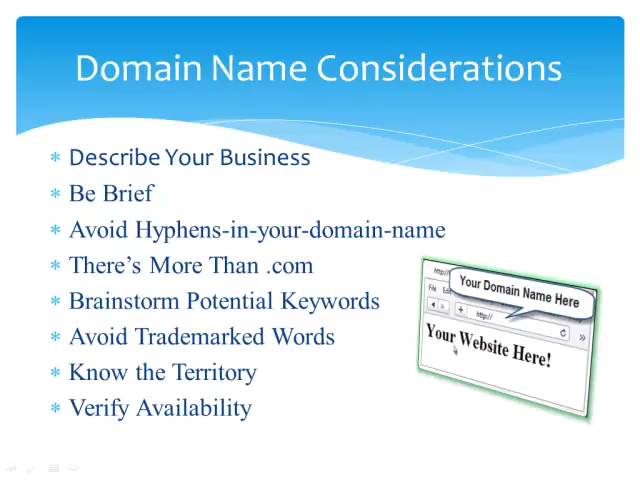 Domain Name Considerations
* Describe Your Business
* Be Brief
* Avoid Hyphens-in-your-domain-name
* There’s More Than .com
* Brainstorm Potential Keywords
* Avoid Trademarked Words
* Know the Territory
* Verify Availability
http://
Your Domain Name Here
File
http://
Your Website Here!